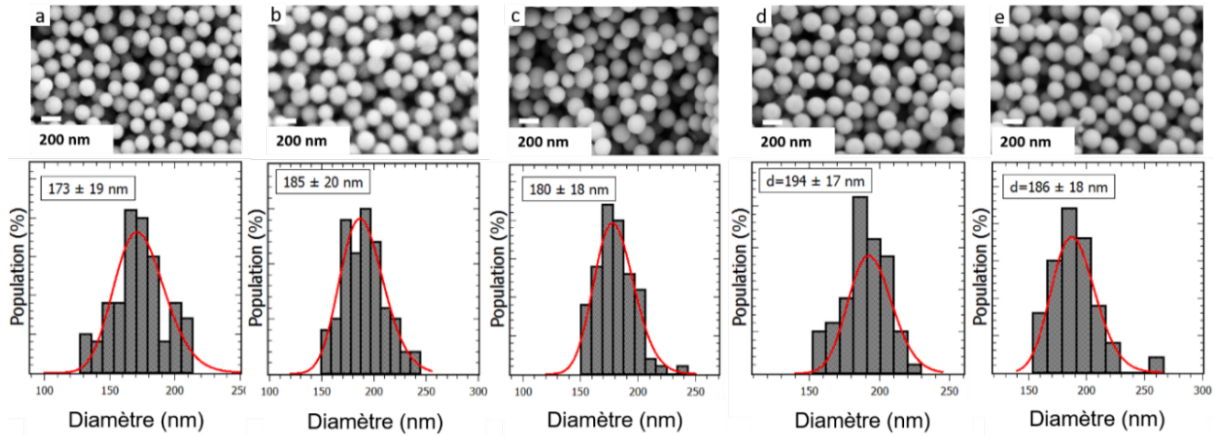 a
b
c
d
e
200 nm
200 nm
200 nm
200 nm
200 nm
173 ± 19 nm
185 ± 20 nm
180 ± 18 nm
d=194 ± 17 nm
d=186 ± 18 nm
Population (%)
Population (%)
Population (%)
Population (%)
Population (%)
100 150 200 250
100 150 200 250 300
100 150 200 250
150 200 250
150 200 250 300
Diamètre (nm)
Diamètre (nm)
Diamètre (nm)
Diamètre (nm)
Diamètre (nm)